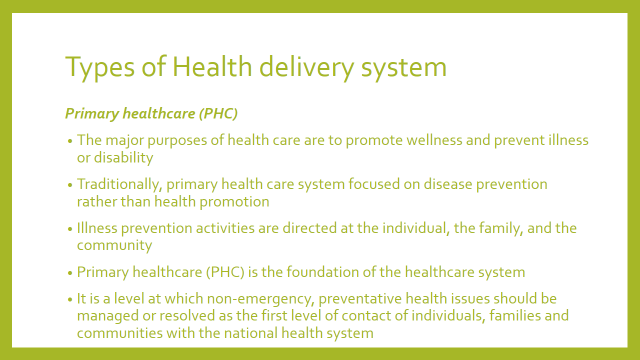 Types of Health delivery system
Primary healthcare (PHC)
• The major purposes of health care are to promote wellness and prevent illness
or disability
• Traditionally, primary health care system focused on disease prevention
rather than health promotion
• Illness prevention activities are directed at the individual, the family, and the
community
• Primary healthcare (PHC) is the foundation of the healthcare system
• It is a level at which non-emergency, preventative health issues should be
managed or resolved as the first level of contact of individuals, families and
communities with the national health system